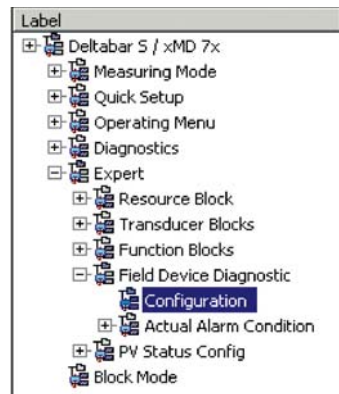 Label
Deltabar S / xMD 7x
Measuring Mode
Quick Setup
Operating Menu
Diagnostics
Expert
Resource Block
Transducer Blocks
Function Blocks
Field Device Diagnostic
Configuration
Actual Alarm Condition
PV Status Config
Block Mode